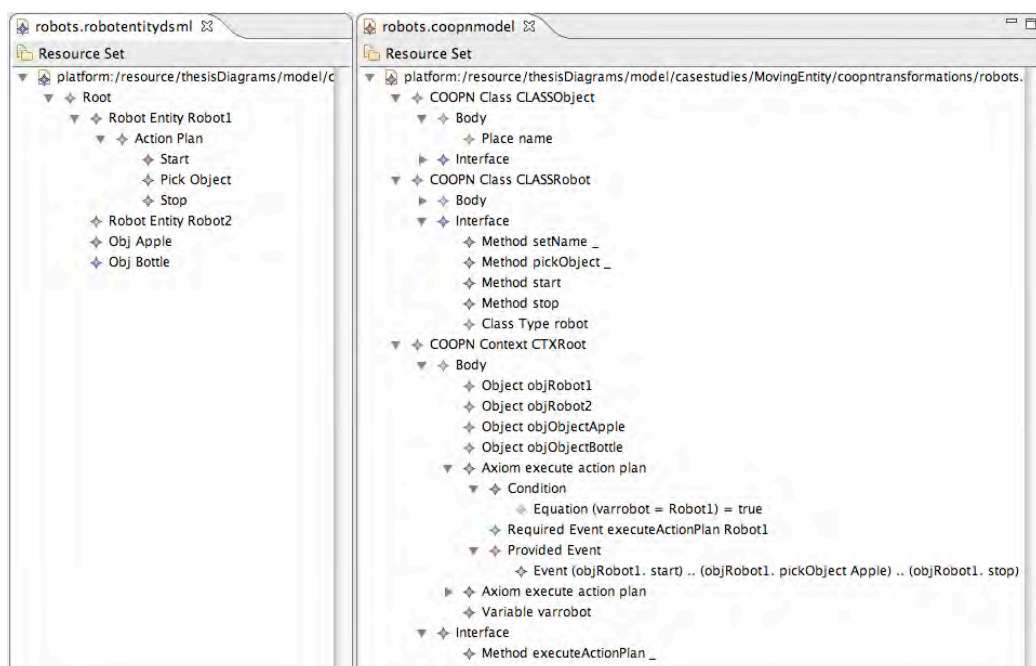 robots.robotentitydsml
Resource Set
platform:/resource/thesisDiagrams/model/c
Root
Robot Entity Robot1
Action Plan
Start
Pick Object
Stop
Robot Entity Robot2
Obj Apple
Obj Bottle
robots.coopnmodel
Resource Set
platform:/resource/thesisDiagrams/model/casestudies/MovingEntity/coopntransformations/robots.
COOPN Class CLASSObject
Body
Place name
Interface
COOPN Class CLASSRobot
Body
Interface
Method setName _
Method pickObject _
Method start
Method stop
Class Type robot
COOPN Context CTXRoot
Body
Object objRobot1
Object objRobot2
Object objObjectApple
Object objObjectBottle
Axiom execute action plan
Condition
Equation (varrobot = Robot1) = true
Required Event executeActionPlan Robot1
Provided Event
Event (objRobot1. start) .. (objRobot1. pickObject Apple) .. (objRobot1. stop)
Axiom execute action plan
Variable varrobot
Interface
Method executeActionPlan _